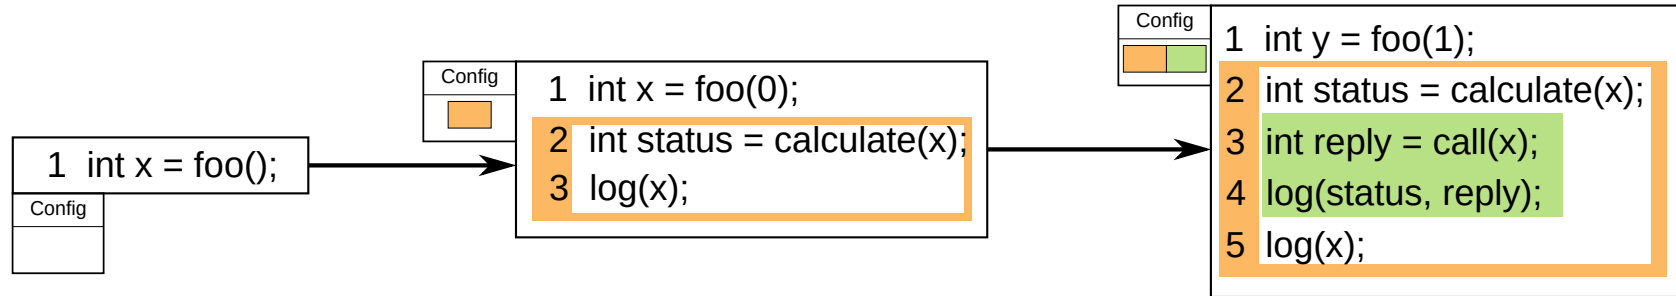 1 int x = foo();
Config
Config
1 int x = foo(0);
2 int status = calculate(x);
3 log(x);
Config
1 int y = foo(1);
2 int status = calculate(x);
3 int reply = call(x);
4 log(status, reply);
5 log(x);